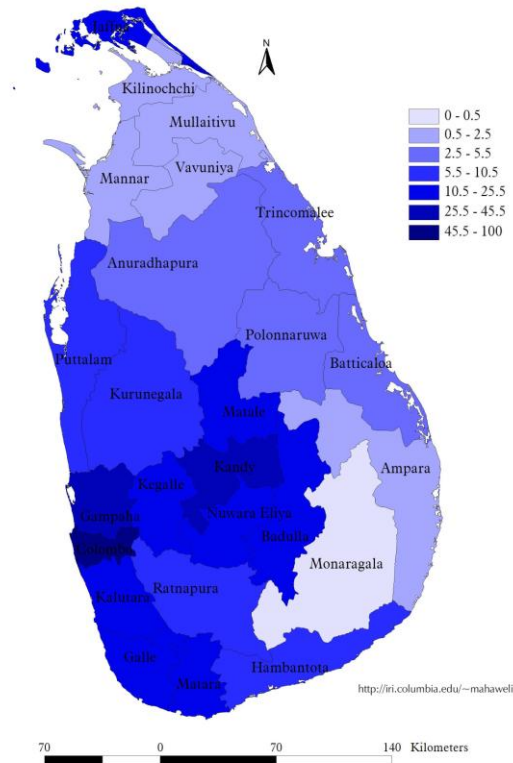 Jaffna
N
Kilinochchi
Mullaitivu
Vavuniya
Mannar
Trincomalee
Anuradhapura
Polonnaruwa
Batticaloa
Puttalam
Kurunegala
Matale
Kandy
Ampara
Kegalle
Gampaha
Nuwara Eliya
Badulla
Colombo
Monaragala
Ratnapura
Kalutara
Galle
Matara
Hambantota
0 - 0.5
0.5 - 2.5
2.5 - 5.5
5.5 - 10.5
10.5 - 25.5
25.5 - 45.5
45.5 - 100
http://iri.columbia.edu/~mahaweli
70 0 70 140 Kilometers